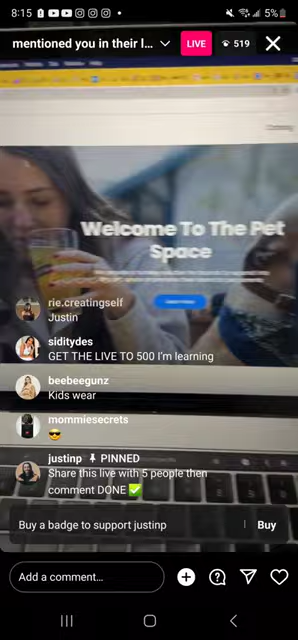 8:15
5%
mentioned you in their l...
LIVE
519
Welcome To The Pet
Space
rie.creatingself
Justin
siditydes
GET THE LIVE TO 500 I'm learning
beebeegunz
Kids wear
mommiesecrets
😎
justinp PINNED
Share this live with 5 people then
comment DONE ✅
Buy a badge to support justinp
Buy
Add a comment...